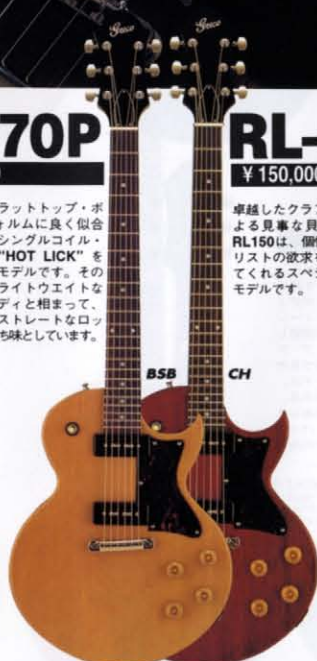 Greco
Greco
70P
0
ラットトップ・ボ
ォルムに良く似合
シングルコイル・
"HOT LICK" を
モデルです。その
ライトウエイトな
ディと相まって、
ストレートなロッ
ち味としています。
RL-
¥150,000
卓越したクラフ
よる見事な貝
RL150は、個
リストの欲求
てくれるスペシ
モデルです。
BSB
CH